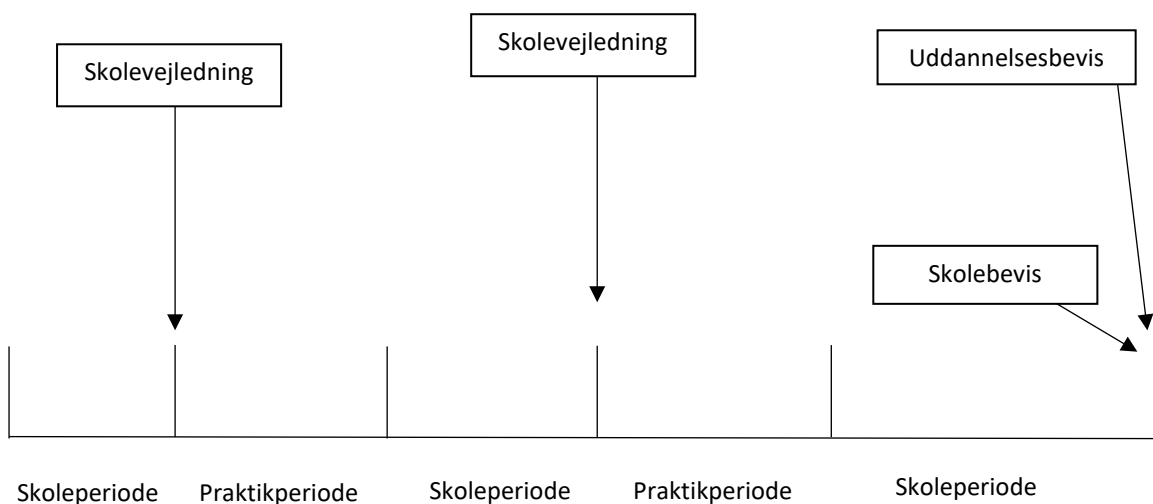 Skolevejledning
Skolevejledning
Uddannelsesbevis
Skolebevis
Skoleperiode
Praktikperiode
Skoleperiode
Praktikperiode
Skoleperiode